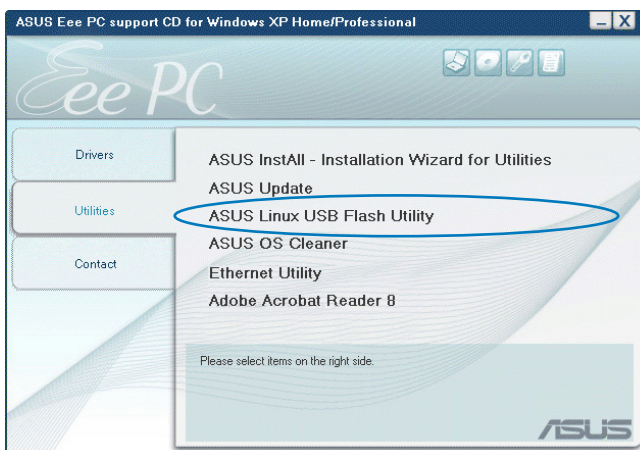 ASUS Eee PC support CD for Windows XP Home/Professional
Eee PC
Drivers
Utilities
Contact
ASUS InstAll - Installation Wizard for Utilities
ASUS Update
ASUS Linux USB Flash Utility
ASUS OS Cleaner
Ethernet Utility
Adobe Acrobat Reader 8
Please select items on the right side.
ASUS